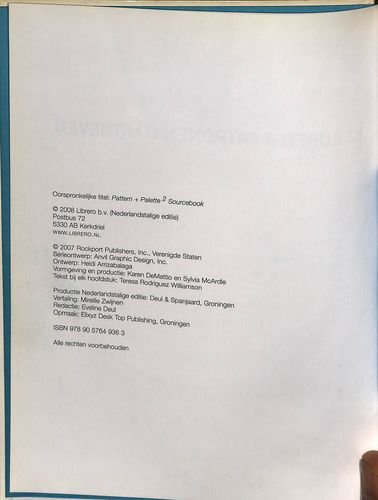 Oorspronkelijke titel: Pattern + Palette 2 Sourcebook
© 2008 Librero b.v. (Nederlandstalige editie)
Postbus 72
5330 AB Kerkdriel
WWW.LIBRERO.NL
© 2007 Rockport Publishers, Inc., Verenigde Staten
Serieontwerp: Anvil Graphic Design, Inc.
Ontwerp: Heidi Arrizabalaga
Vormgeving en productie: Karen DeMattio en Sylvia McArdle
Tekst bij elk hoofdstuk: Teresa Rodriguez Williamson
Productie Nederlandstalige editie: Deul & Spanjaard, Groningen
Vertaling: Mireille Zwijnen
Redactie: Eveline Deul
Opmaak: Elxyz Desk Top Publishing, Groningen
ISBN 978 90 5764 936 3
Alle rechten voorbehouden